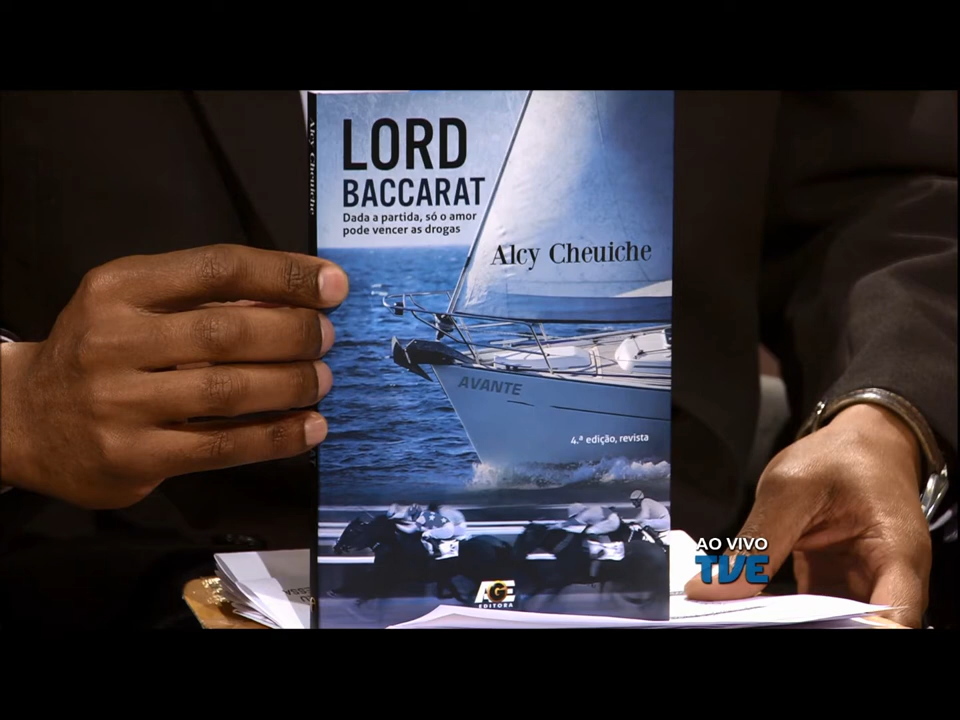 LORD
BACCARAT
Dada a partida, só o amor
pode vencer as drogas
Alcy Cheuiche
Alcy Cheuiche
AVANTE
4.ª edição, revista
AGE
EDITORA
AO VIVO
TVE